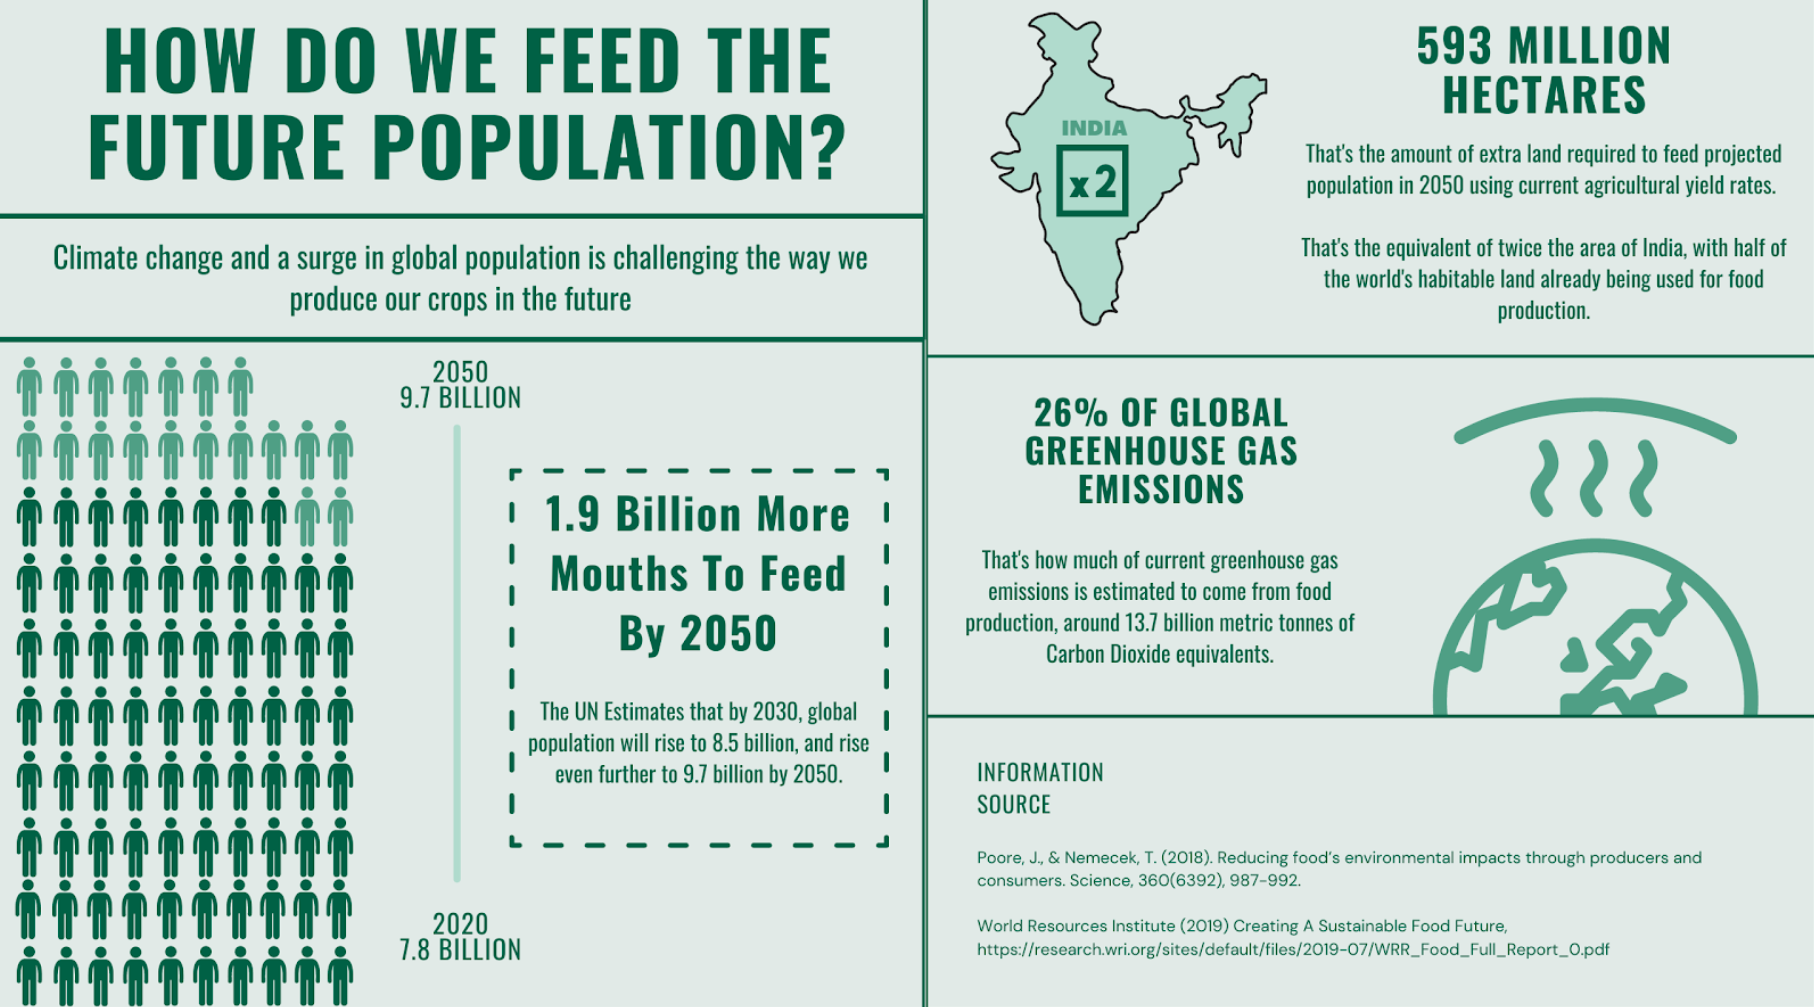 HOW DO WE FEED THE
FUTURE POPULATION?
Climate change and a surge in global population is challenging the way we
produce our crops in the future
2050
9.7 BILLION
1.9 Billion More
Mouths To Feed
By 2050
The UN Estimates that by 2030, global
population will rise to 8.5 billion, and rise
even further to 9.7 billion by 2050.
2020
7.8 BILLION
INDIA
x2
593 MILLION
HECTARES
That's the amount of extra land required to feed projected
population in 2050 using current agricultural yield rates.
That's the equivalent of twice the area of India, with half of
the world's habitable land already being used for food
production.
26% OF GLOBAL
GREENHOUSE GAS
EMISSIONS
That's how much of current greenhouse gas
emissions is estimated to come from food
production, around 13.7 billion metric tonnes of
Carbon Dioxide equivalents.
INFORMATION
SOURCE
Poore, J., & Nemecek, T. (2018). Reducing food's environmental impacts through producers and
consumers. Science, 360(6392), 987-992.
World Resources Institute (2019) Creating A Sustainable Food Future,
https://research.wri.org/sites/default/files/2019-07/WRR_Food_Full_Report_0.pdf